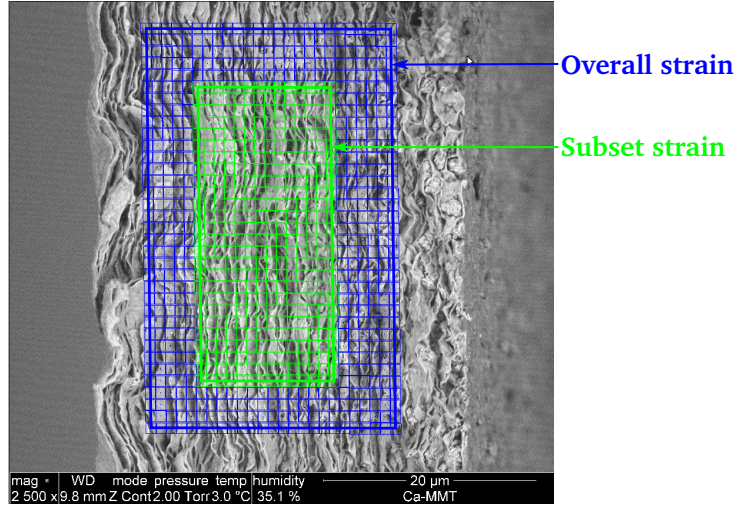 Overall strain
Subset strain
mag WD mode pressure temp humidity 20 µm
2 500 x 9.8 mm Z Cont 2.00 Torr 3.0 °C 35.1 % Ca-MMT